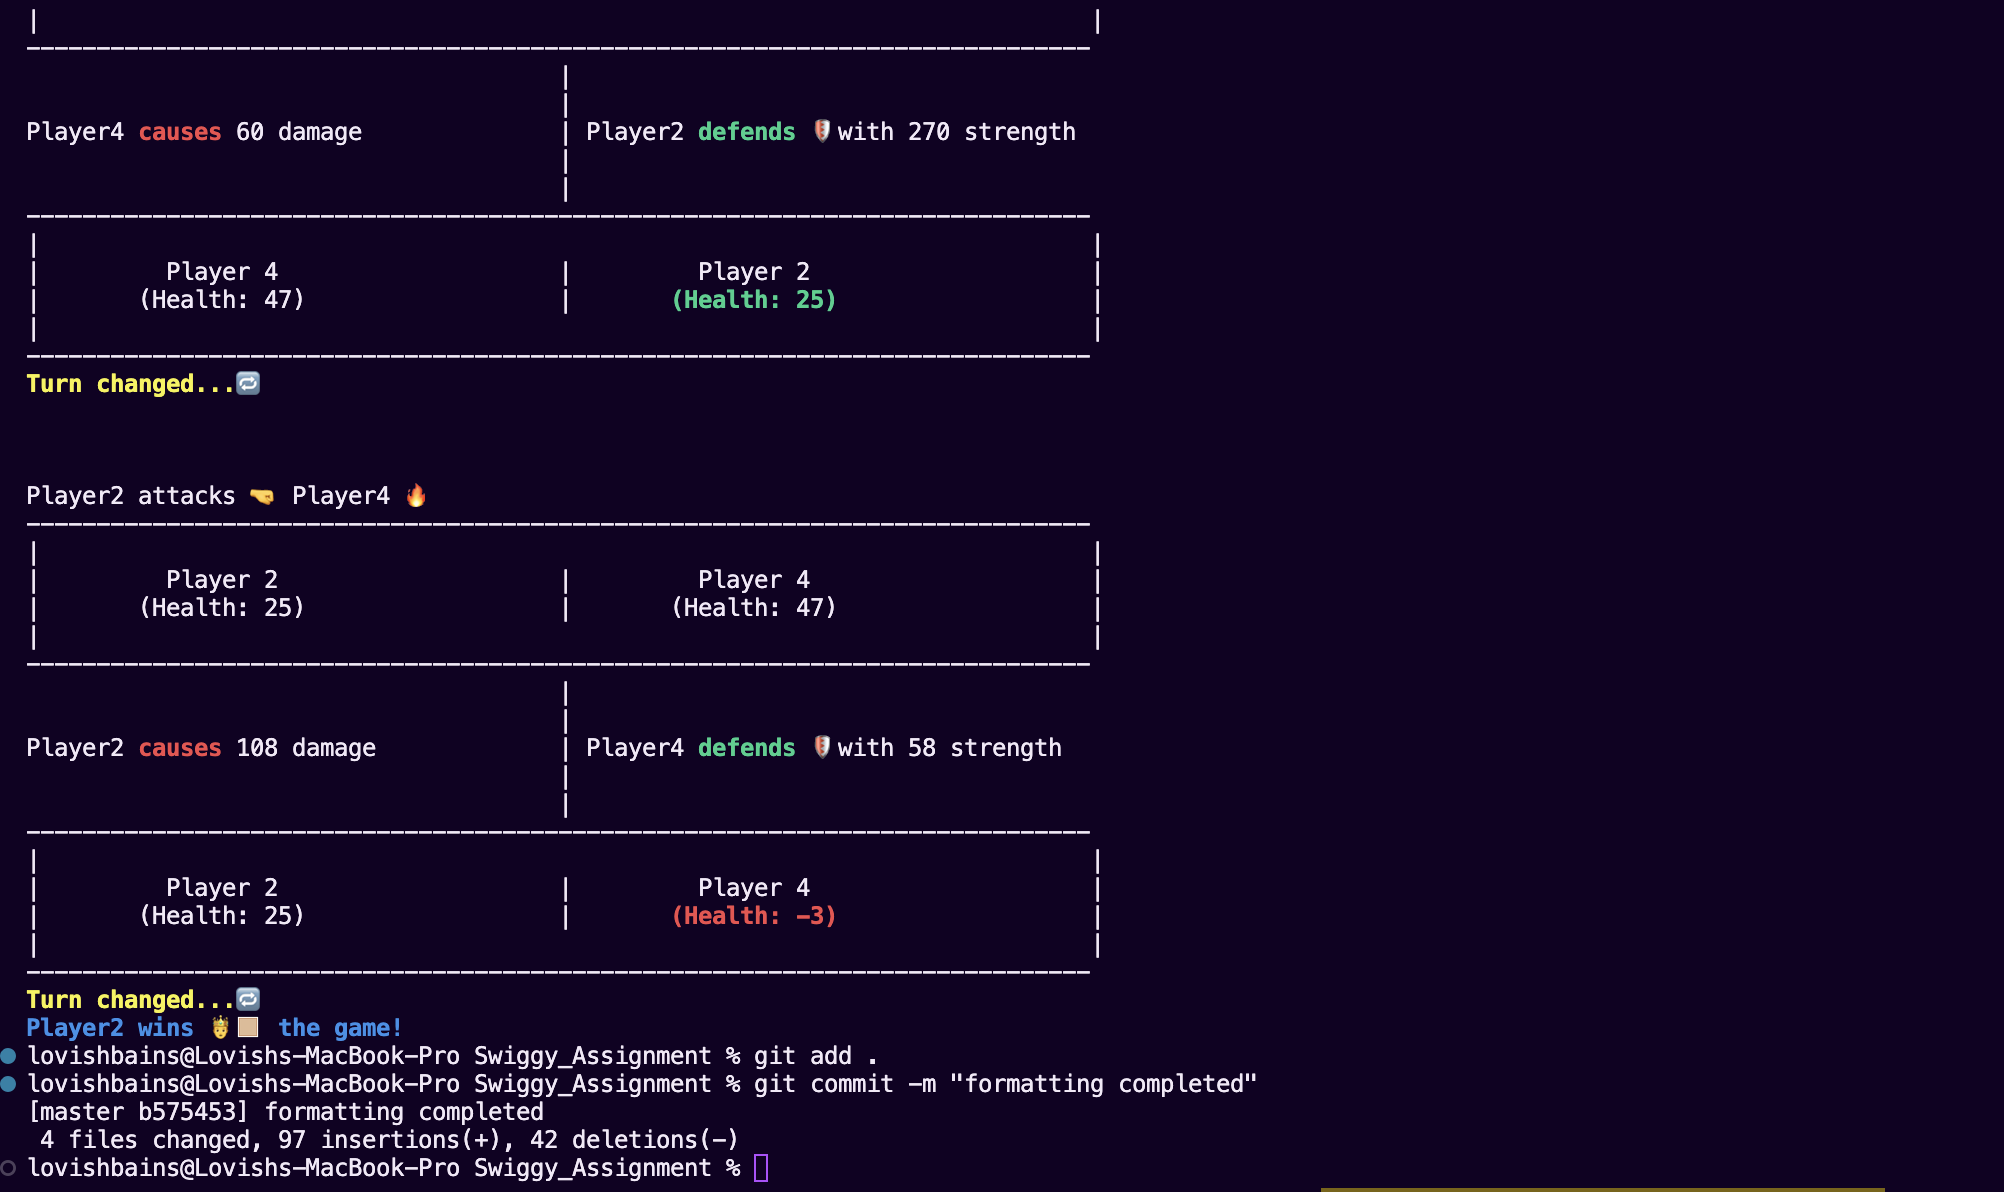 Player4 causes 60 damage | Player2 defends 🛡️with 270 strength
Player 4 | Player 2
(Health: 47) | (Health: 25)
Turn changed...🔁
Player2 attacks 🤜 Player4 🔥
Player 2 | Player 4
(Health: 25) | (Health: 47)
Player2 causes 108 damage | Player4 defends 🛡️with 58 strength
Player 2 | Player 4
(Health: 25) | (Health: -3)
Turn changed...🔁
Player2 wins 🤴🏼 the game!
lovishbains@Lovishs-MacBook-Pro Swiggy_Assignment % git add .
lovishbains@Lovishs-MacBook-Pro Swiggy_Assignment % git commit -m "formatting completed"
[master b575453] formatting completed
4 files changed, 97 insertions(+), 42 deletions(-)
lovishbains@Lovishs-MacBook-Pro Swiggy_Assignment %